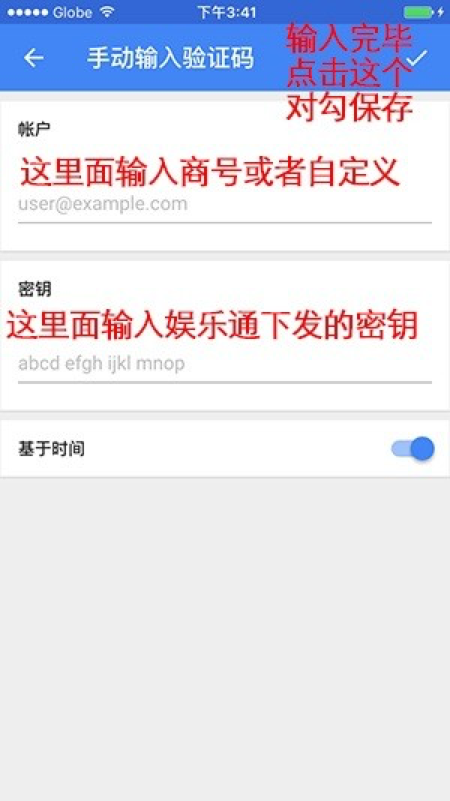 Globe 下午3:41
手动输入验证码
输入完毕
点击这个
对勾保存
帐户
这里面输入商号或者自定义
user@example.com
密钥
这里面输入娱乐通下发的密钥
abcd efgh ijkl mnop
基于时间